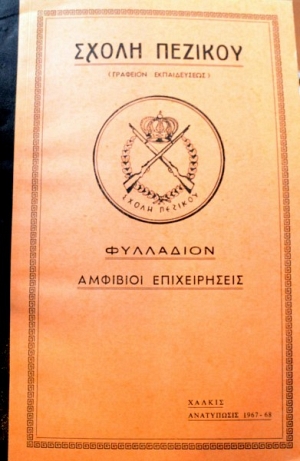 ΣΧΟΛΗ ΠΕΖΙΚΟΥ
(ΓΡΑΦΕΙΟΝ ΕΚΠΑΙΔΕΥΣΕΩΣ)
ΣΧΟΛΗ ΠΕΖΙΚΟΥ
ΦΥΛΛΑΔΙΟΝ
ΑΜΦΙΒΙΟΙ ΕΠΙΧΕΙΡΗΣΕΙΣ
ΧΑΛΚΙΣ
ΑΝΑΤΥΠΩΣΙΣ 1967-68